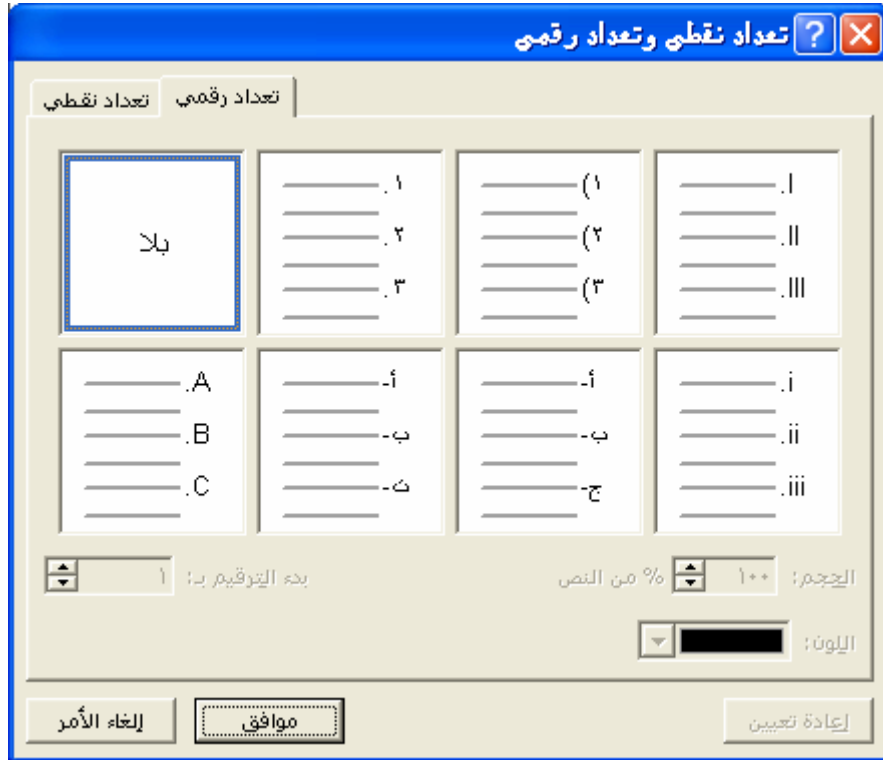 تعداد نقطي وتعداد رقمي
تعداد نقطي
تعداد رقمي
I.
II.
III.
١)
٢)
٣)
١.
٢.
٣.
بلا
i.
ii.
iii.
أ-
ب-
ج-
أ-
ب-
ت-
A.
B.
C.
الحجم: ١٠٠ % من النص
بدء الترقيم بـ: ١
اللون:
إعادة تعيين
موافق
إلغاء الأمر